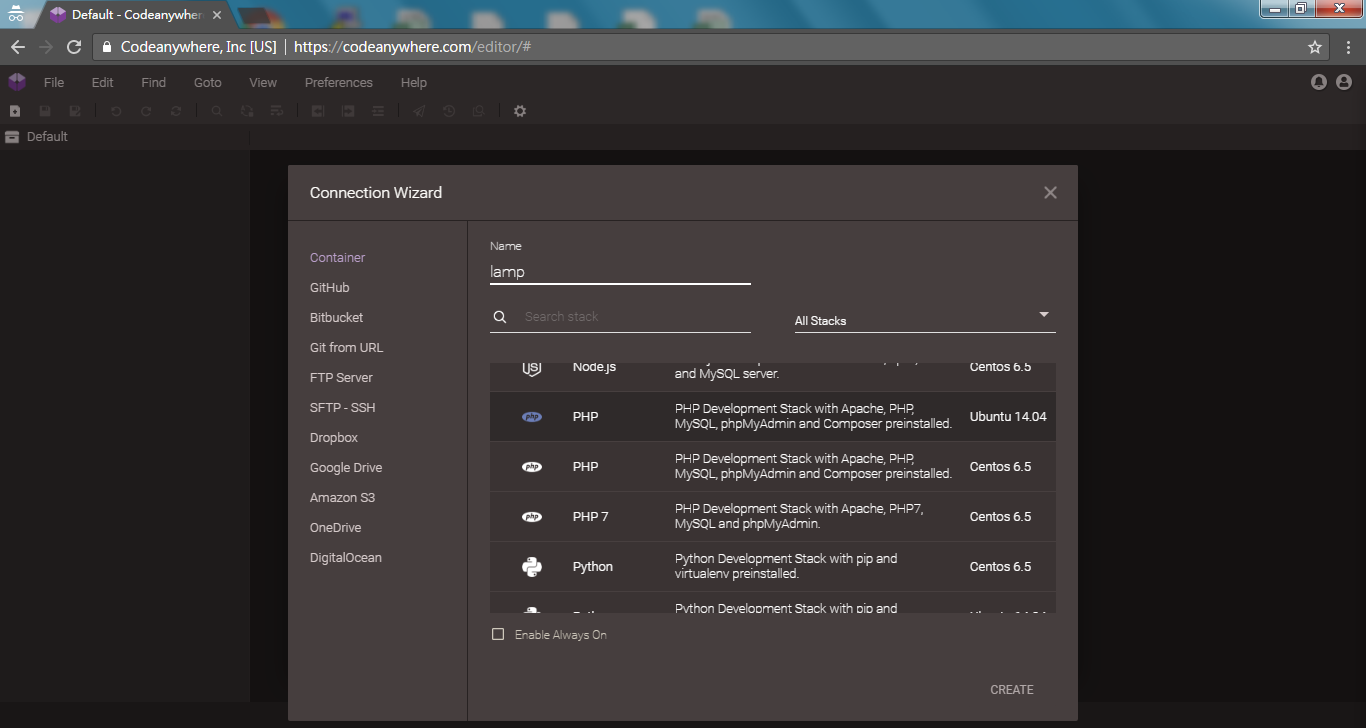 Default - Codeanywher
Codeanywhere, Inc [US] | https://codeanywhere.com/editor/#
File Edit Find Goto View Preferences Help
Default
Connection Wizard
Container
GitHub
Bitbucket
Git from URL
FTP Server
SFTP - SSH
Dropbox
Google Drive
Amazon S3
OneDrive
DigitalOcean
Name
lamp
Search stack
All Stacks
JS Node.js
and MySQL server.
Centos 6.5
php PHP
PHP Development Stack with Apache, PHP,
MySQL, phpMyAdmin and Composer preinstalled.
Ubuntu 14.04
php PHP
PHP Development Stack with Apache, PHP,
MySQL, phpMyAdmin and Composer preinstalled.
Centos 6.5
php PHP 7
PHP Development Stack with Apache, PHP7,
MySQL and phpMyAdmin.
Centos 6.5
Python
Python Development Stack with pip and
virtualenv preinstalled.
Centos 6.5
Python Development Stack with pip and
Enable Always On
CREATE